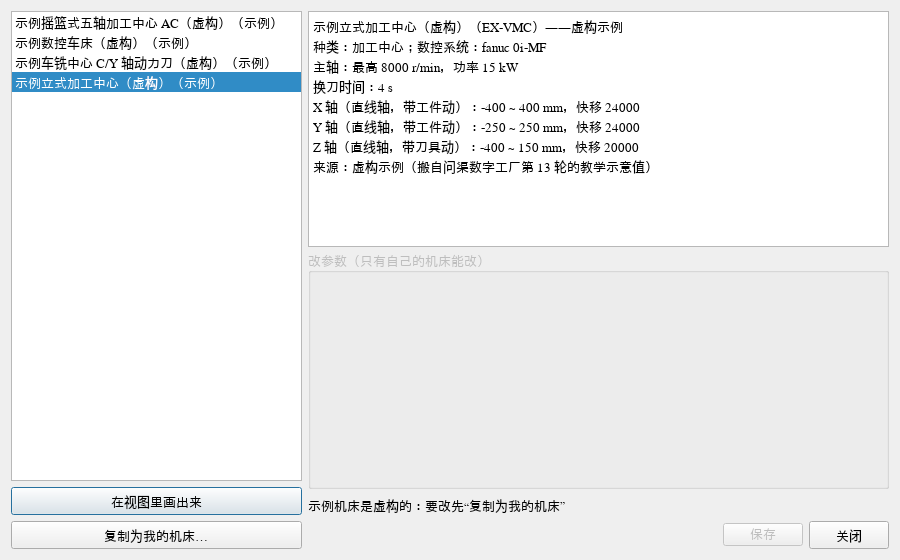 示例摇篮式五轴加工中心 AC（虚构）（示例）
示例数控车床（虚构）（示例）
示例车铣中心 C/Y 轴动力刀（虚构）（示例）
示例立式加工中心（虚构）（示例）
在视图里画出来
复制为我的机床…
示例立式加工中心（虚构）（EX-VMC）——虚构示例
种类：加工中心；数控系统：fanuc 0i-MF
主轴：最高 8000 r/min，功率 15 kW
换刀时间：4 s
X 轴（直线轴，带工件动）：-400 ~ 400 mm，快移 24000
Y 轴（直线轴，带工件动）：-250 ~ 250 mm，快移 24000
Z 轴（直线轴，带刀具动）：-400 ~ 150 mm，快移 20000
来源：虚构示例（搬自问渠数字工厂第 13 轮的教学示意值）
改参数（只有自己的机床能改）
示例机床是虚构的：要改先“复制为我的机床”
保存
关闭